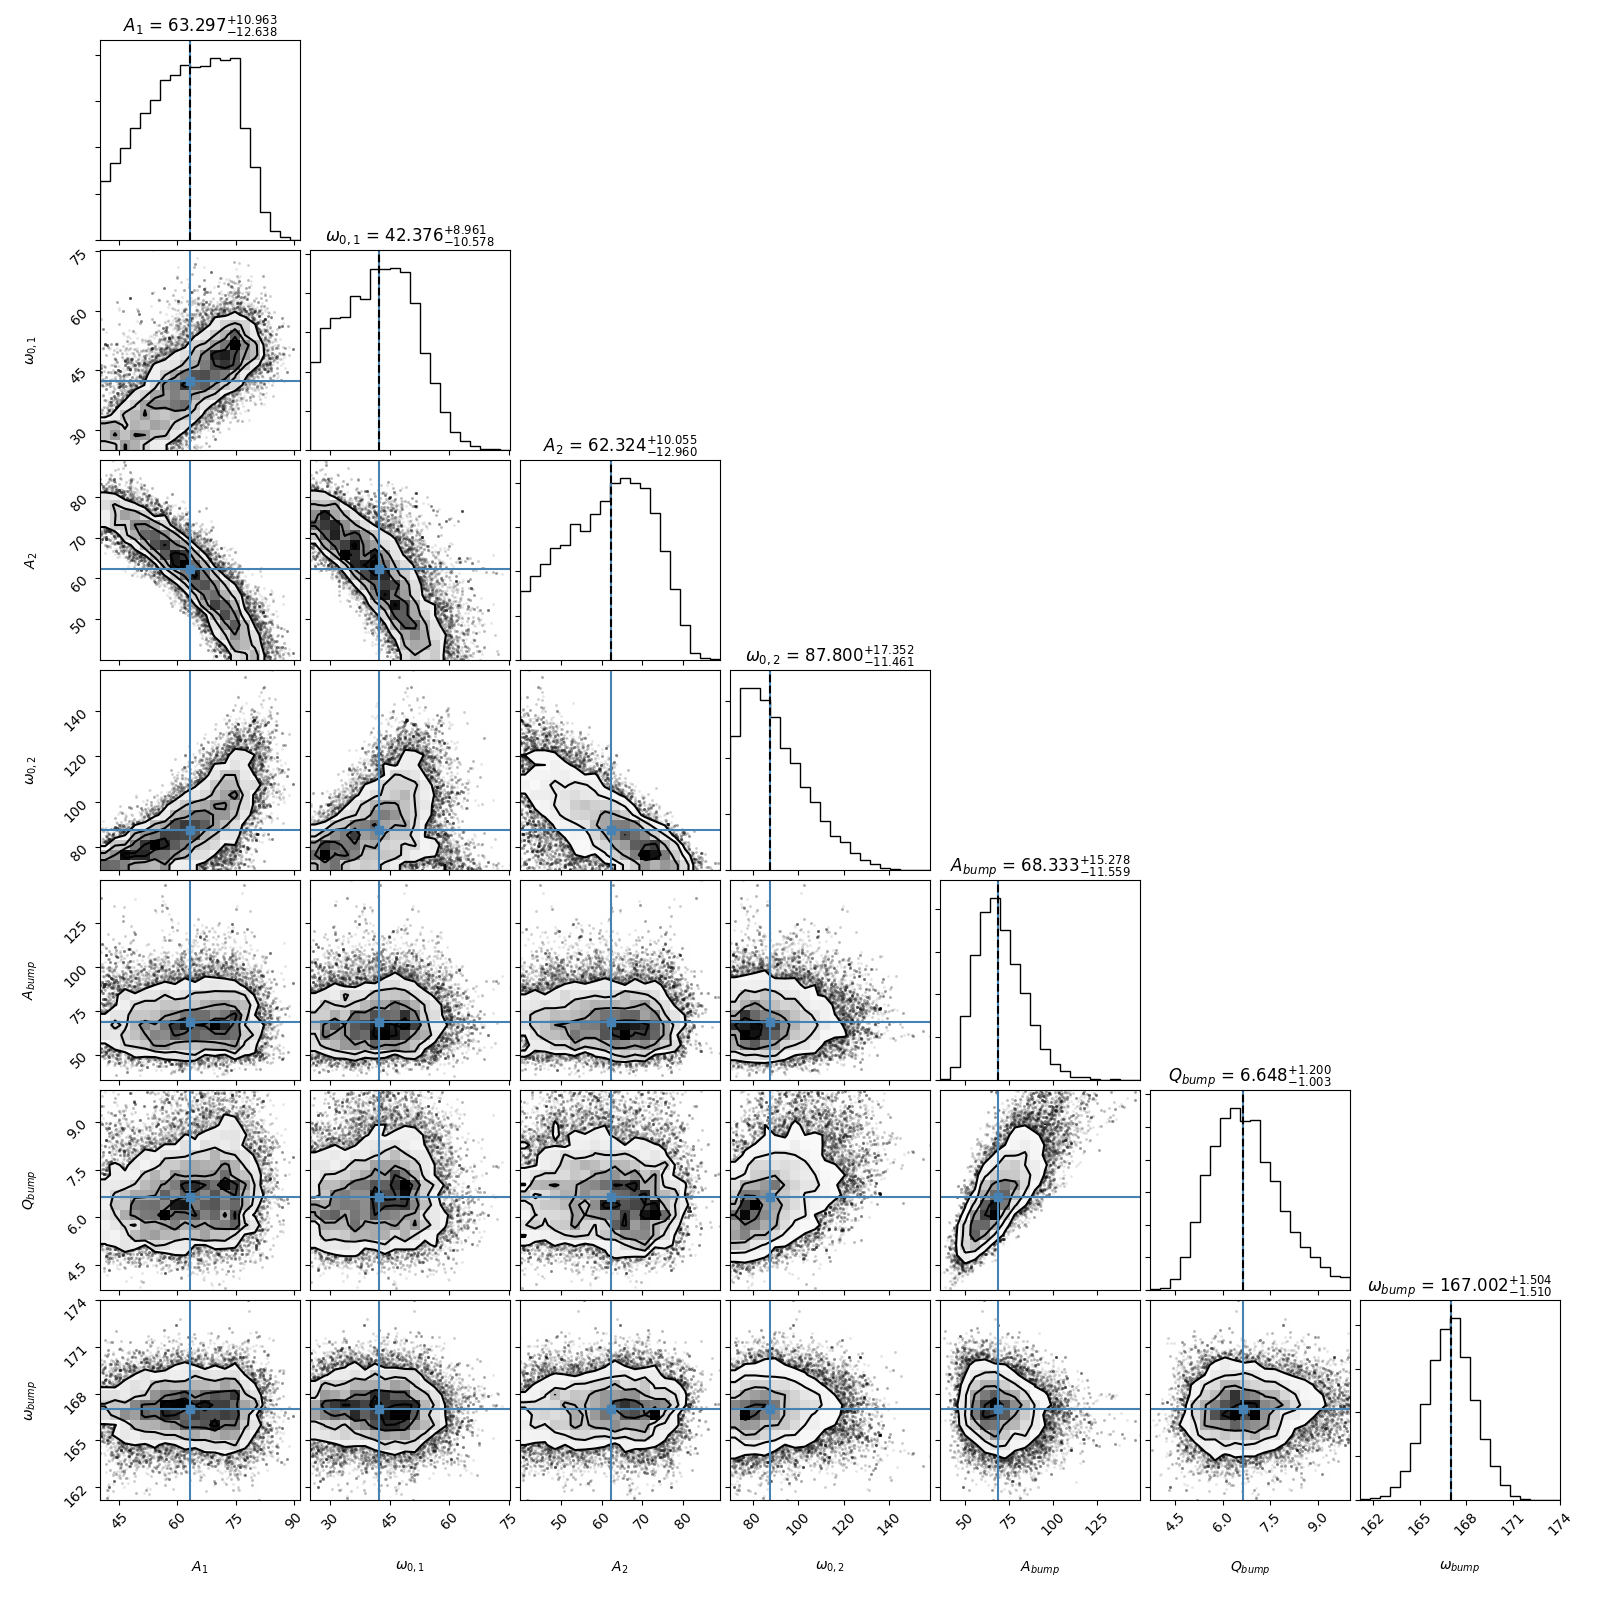 A_1 = 63.297^{+10.963}_{−12.638}
ω_{0,1} = 42.376^{+8.961}_{−10.578}
75
60
45
30
ω_{0,1}
A_2 = 62.324^{+10.055}_{−12.960}
80
70
60
50
A_2
ω_{0,2} = 87.800^{+17.352}_{−11.461}
140
120
100
80
ω_{0,2}
A_{bump} = 68.333^{+15.278}_{−11.559}
125
100
75
50
A_{bump}
Q_{bump} = 6.648^{+1.200}_{−1.003}
9.0
7.5
6.0
4.5
Q_{bump}
ω_{bump} = 167.002^{+1.504}_{−1.510}
174
171
168
165
162
ω_{bump}
45 60 75 90 30 45 60 75 50 60 70 80 80 100 120 140 50 75 100 125 4.5 6.0 7.5 9.0 162 165 168 171 174
A_1 ω_{0,1} A_2 ω_{0,2} A_{bump} Q_{bump} ω_{bump}